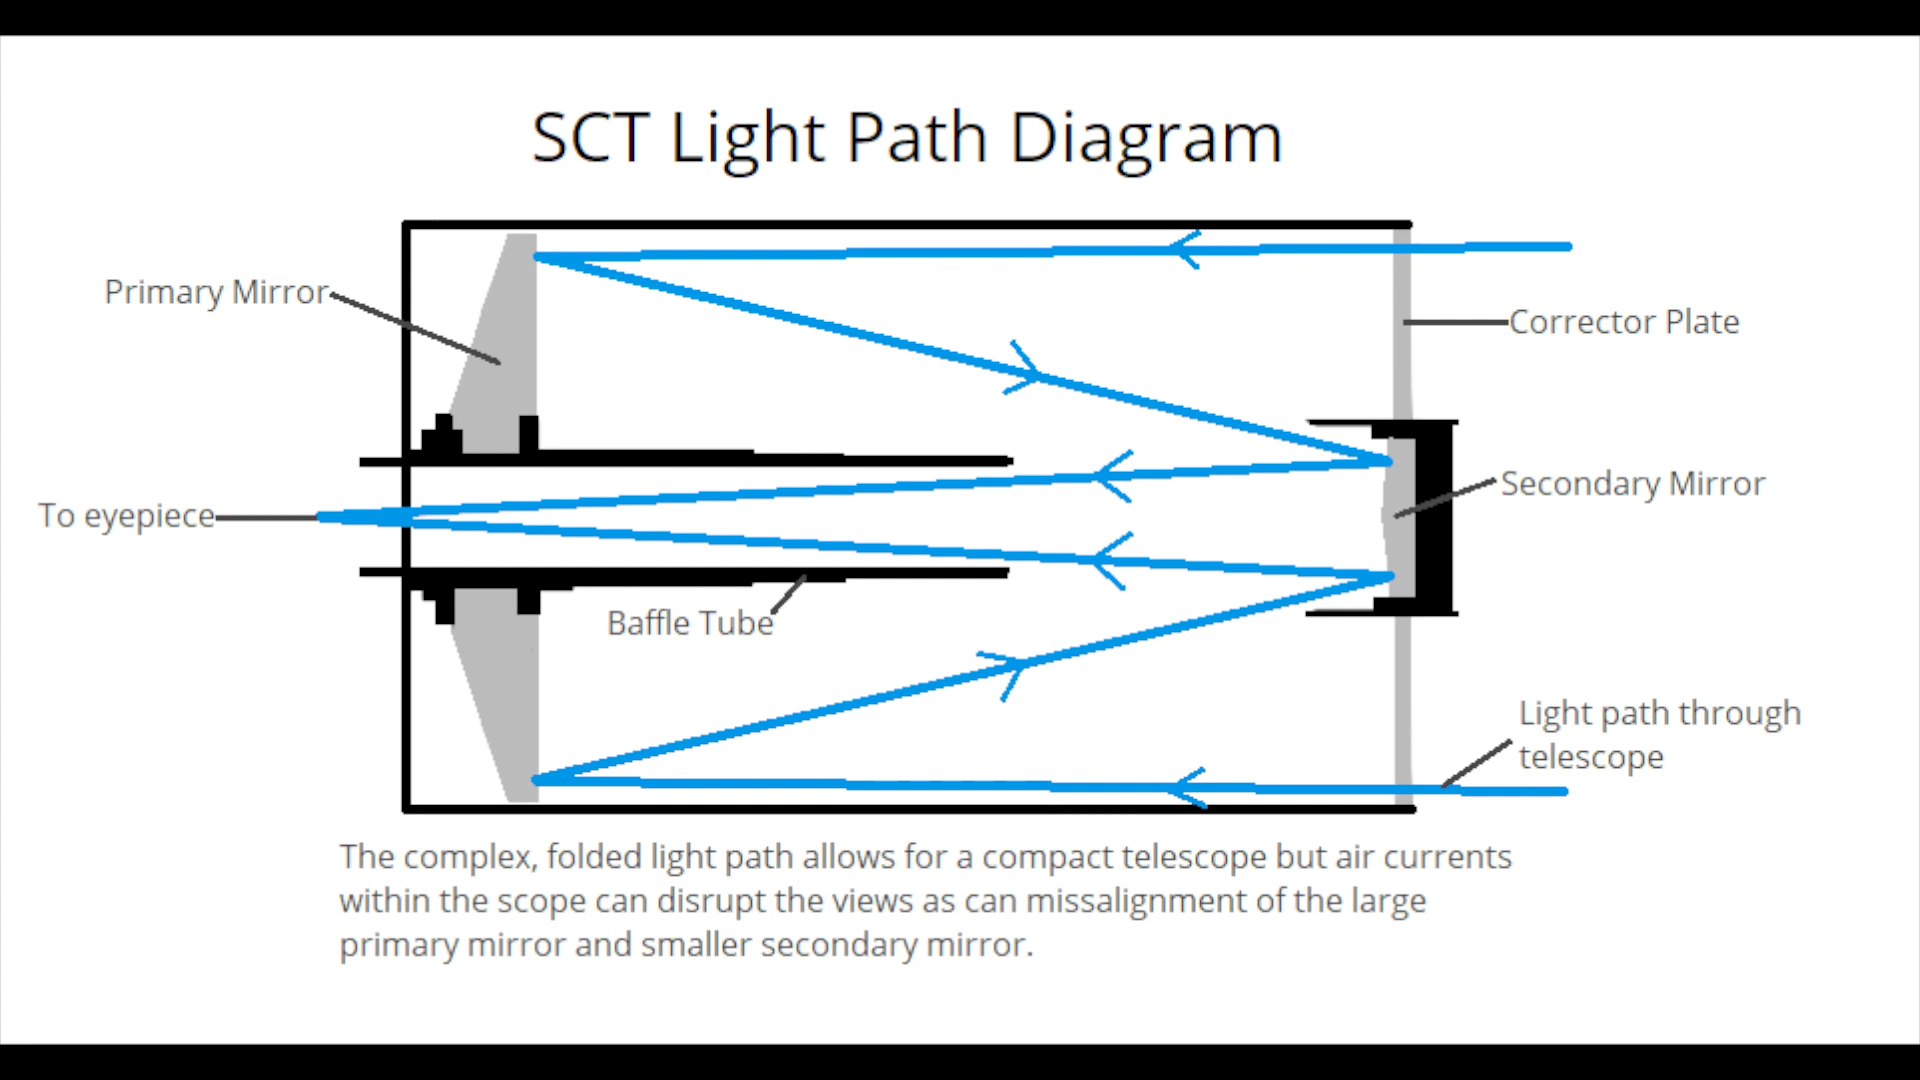 SCT Light Path Diagram
Primary Mirror
Corrector Plate
Secondary Mirror
To eyepiece
Baffle Tube
Light path through
telescope
The complex, folded light path allows for a compact telescope but air currents
within the scope can disrupt the views as can missalignment of the large
primary mirror and smaller secondary mirror.